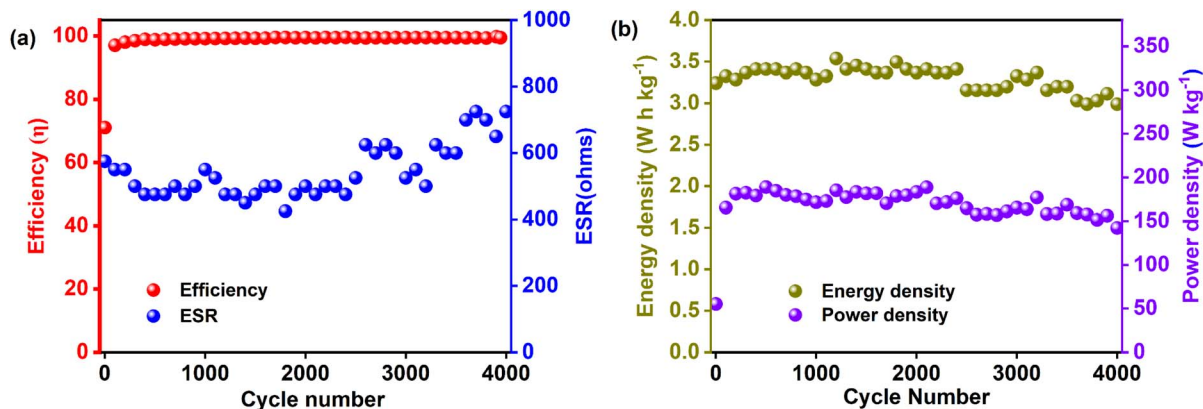 (a)
Efficiency (η)
100
80
60
40
20
0
1000
800
600
400
200
0
ESR(ohms)
Efficiency
ESR
0 1000 2000 3000 4000
Cycle number
(b)
Energy density (W h kg⁻¹)
4.0
3.5
3.0
2.5
2.0
1.5
1.0
0.5
0.0
350
300
250
200
150
100
50
0
Power density (W kg⁻¹)
Energy density
Power density
0 1000 2000 3000 4000
Cycle Number